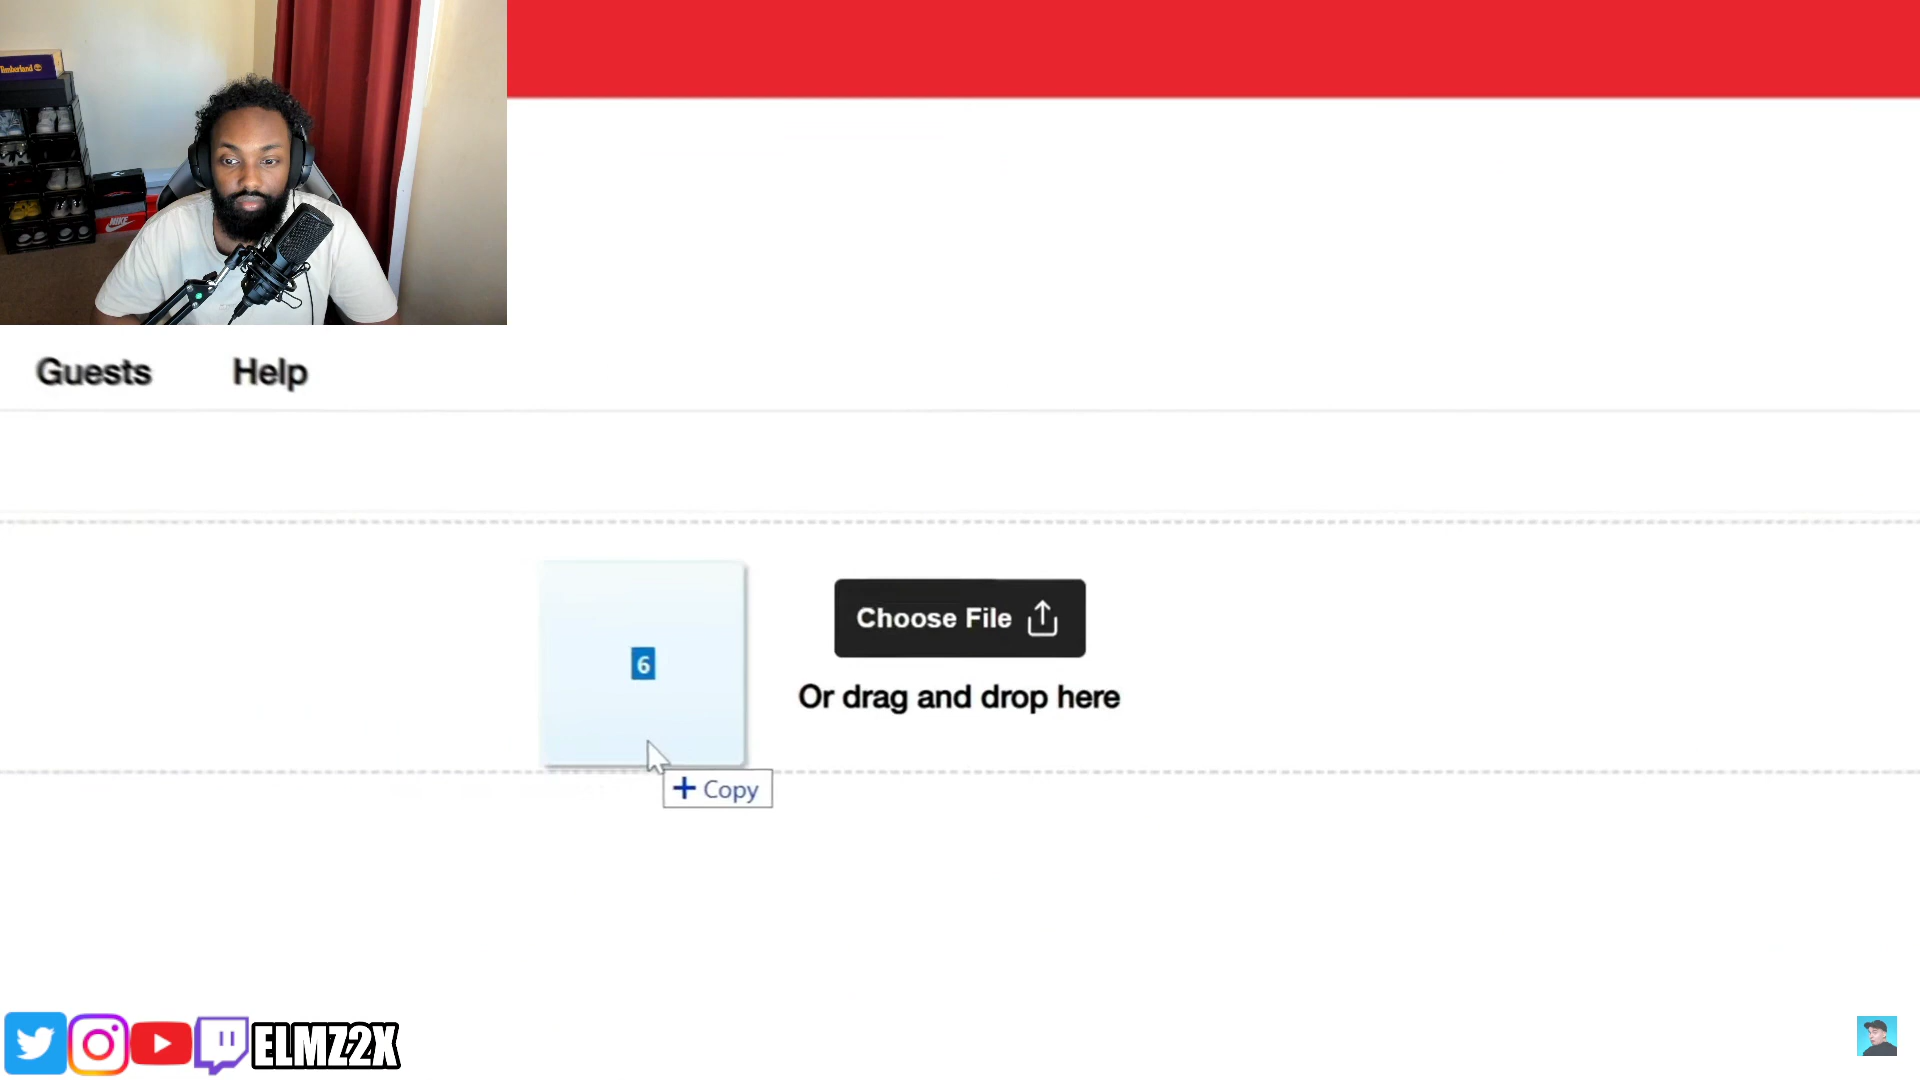 Timberland
NIKE
Guests Help
6
Choose File
Or drag and drop here
+ Copy
ELMZ2X